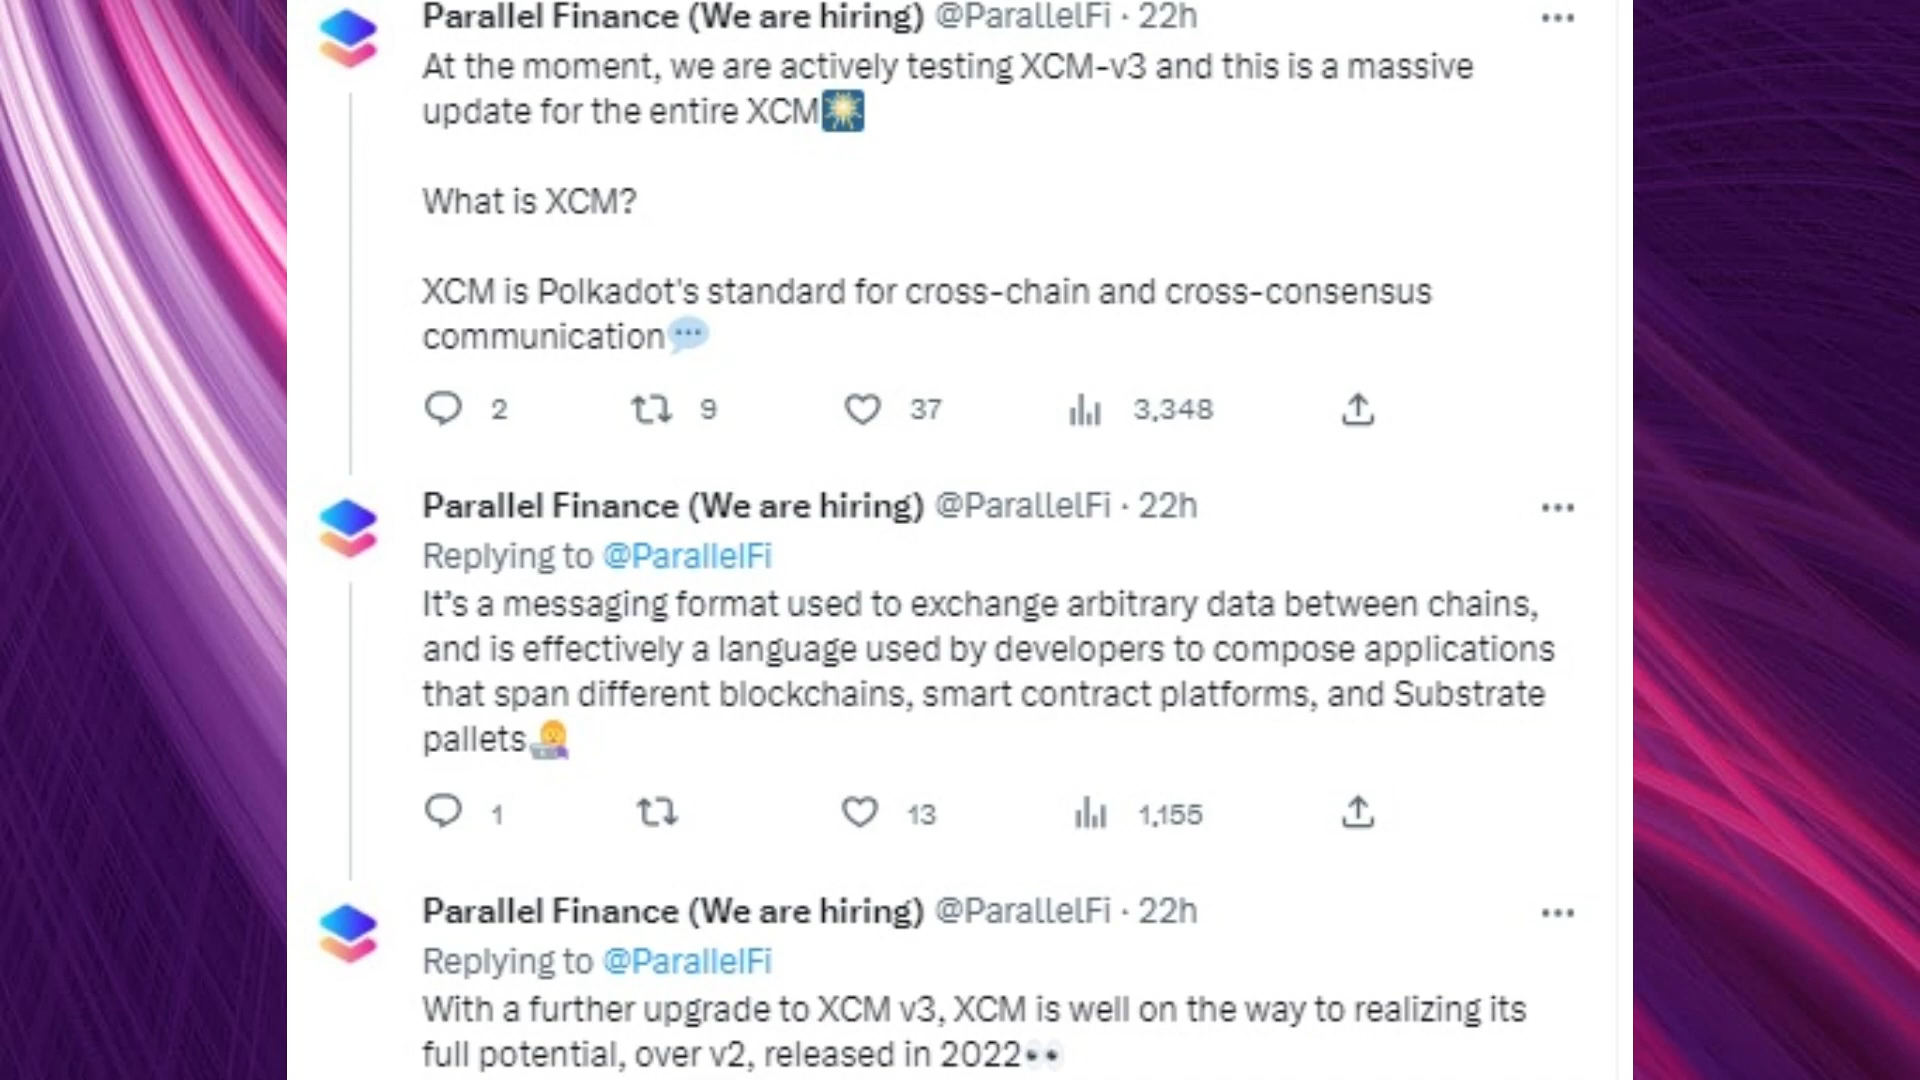 Parallel Finance (We are hiring) @ParallelFi · 22h
At the moment, we are actively testing XCM-v3 and this is a massive
update for the entire XCM🎇
What is XCM?
XCM is Polkadot's standard for cross-chain and cross-consensus
communication💬
2 9 37 3,348
Parallel Finance (We are hiring) @ParallelFi · 22h
Replying to @ParallelFi
It's a messaging format used to exchange arbitrary data between chains,
and is effectively a language used by developers to compose applications
that span different blockchains, smart contract platforms, and Substrate
pallets🧑‍💻
1 13 1,155
Parallel Finance (We are hiring) @ParallelFi · 22h
Replying to @ParallelFi
With a further upgrade to XCM v3, XCM is well on the way to realizing its
full potential, over v2, released in 2022👀